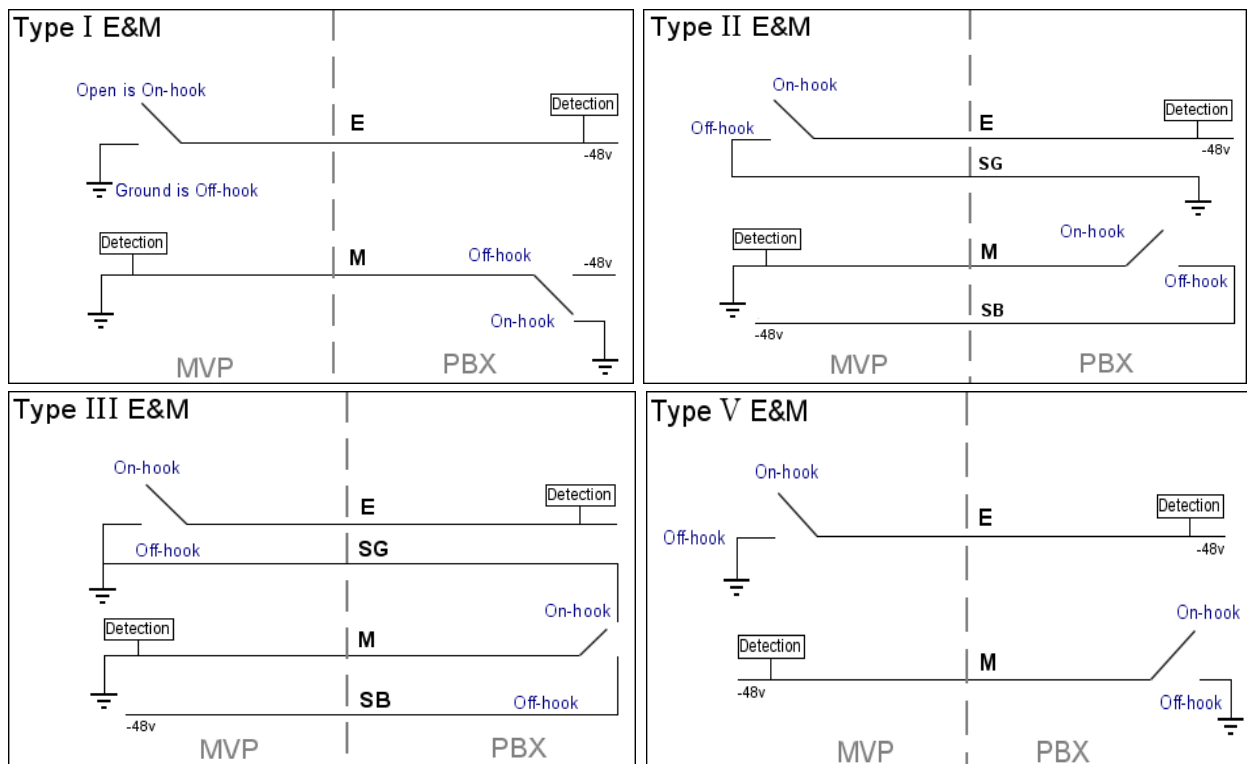 Type I E&M
Open is On-hook
Detection
E
-48v
Ground is Off-hook
Detection
M
Off-hook
-48v
On-hook
MVP
PBX
Type II E&M
On-hook
Detection
Off-hook
E
-48v
SG
On-hook
Detection
M
Off-hook
SB
-48v
MVP
PBX
Type III E&M
On-hook
Detection
E
Off-hook
SG
On-hook
Detection
M
SB
Off-hook
-48v
MVP
PBX
Type V E&M
On-hook
Detection
E
Off-hook
-48v
On-hook
Detection
M
-48v
Off-hook
MVP
PBX